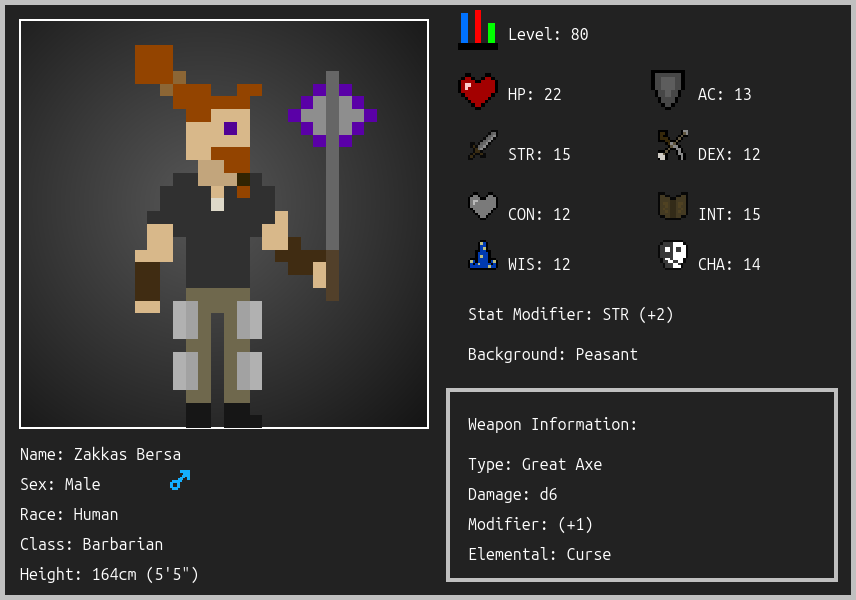 Level: 80
HP: 22
AC: 13
STR: 15
DEX: 12
CON: 12
INT: 15
WIS: 12
CHA: 14
Stat Modifier: STR (+2)
Background: Peasant
Weapon Information:
Type: Great Axe
Damage: d6
Modifier: (+1)
Elemental: Curse
Name: Zakkas Bersa
Sex: Male
Race: Human
Class: Barbarian
Height: 164cm (5'5")